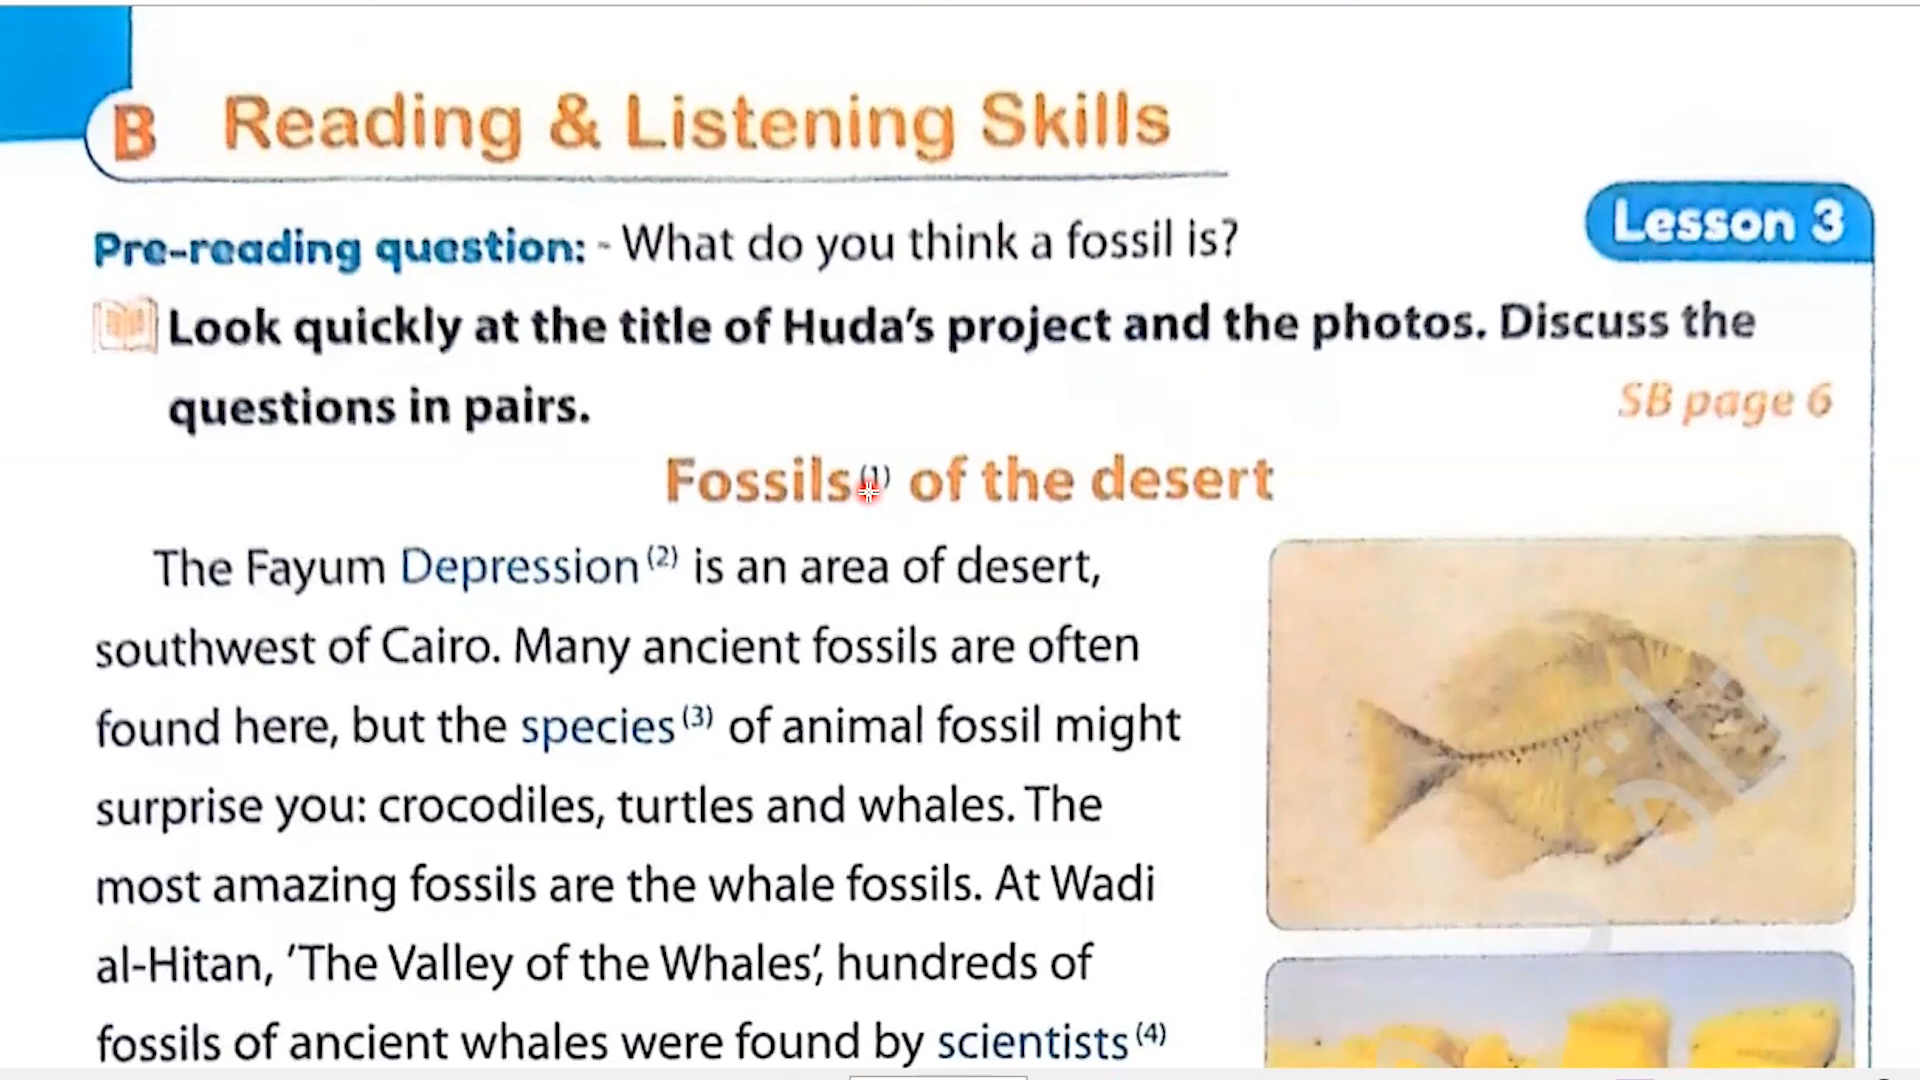 B Reading & Listening Skills
Lesson 3
Pre-reading question: - What do you think a fossil is?
Look quickly at the title of Huda's project and the photos. Discuss the
questions in pairs.
SB page 6
Fossils(1) of the desert
The Fayum Depression(2) is an area of desert,
southwest of Cairo. Many ancient fossils are often
found here, but the species(3) of animal fossil might
surprise you: crocodiles, turtles and whales. The
most amazing fossils are the whale fossils. At Wadi
al-Hitan, 'The Valley of the Whales', hundreds of
fossils of ancient whales were found by scientists(4)